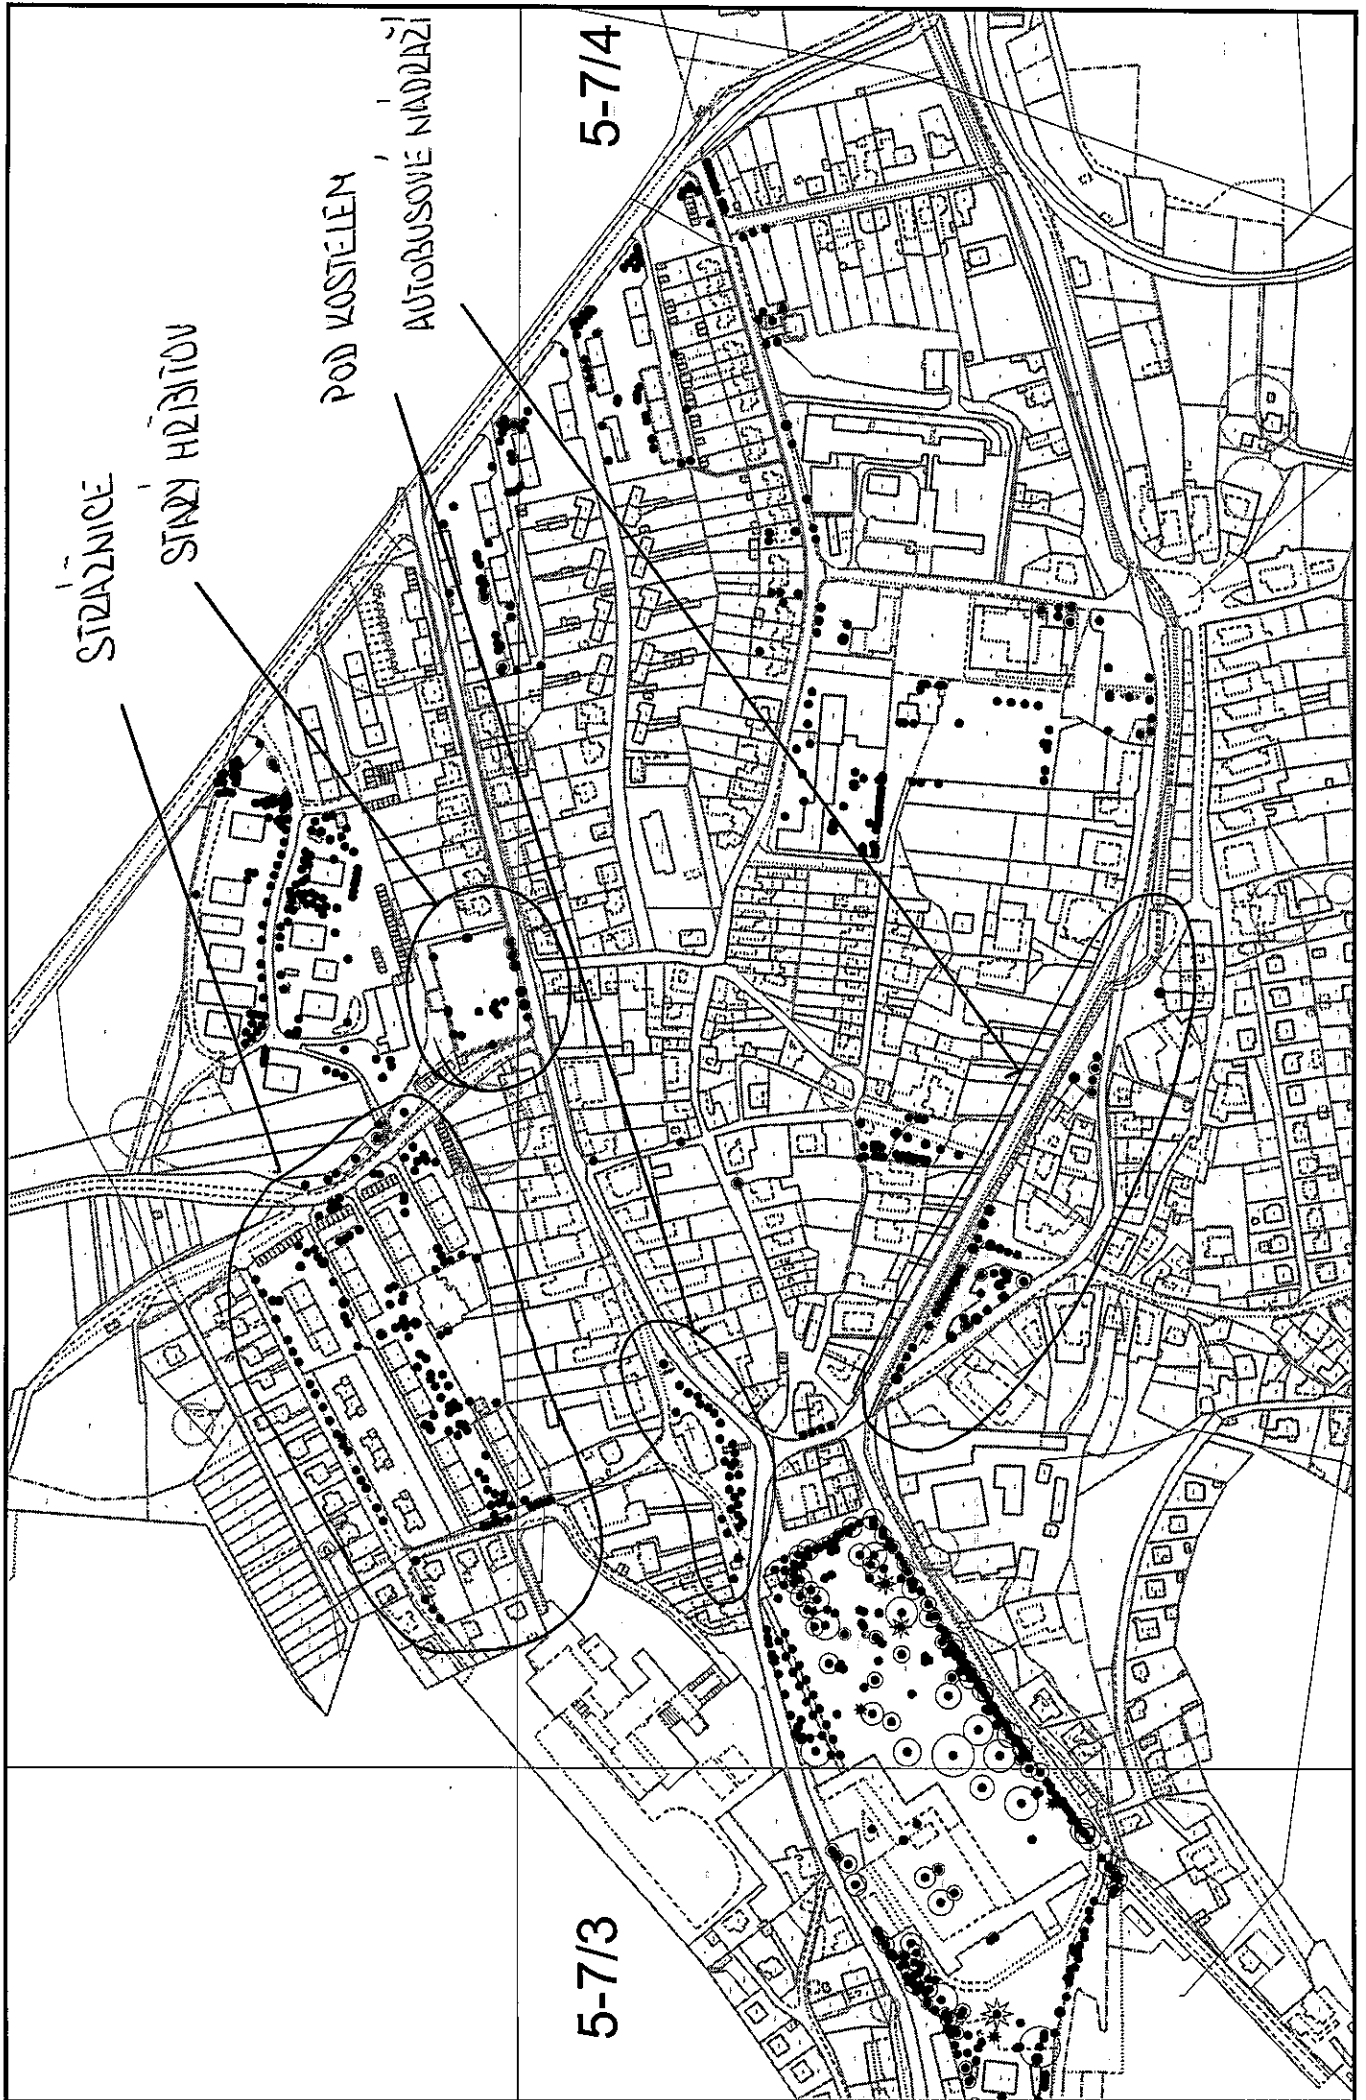 STRÁŽNICE
STARÝ HŘBITOV
POD KOSTELEM
AUTOBUSOVÉ NÁDRAŽÍ
5-7/4
5-7/3